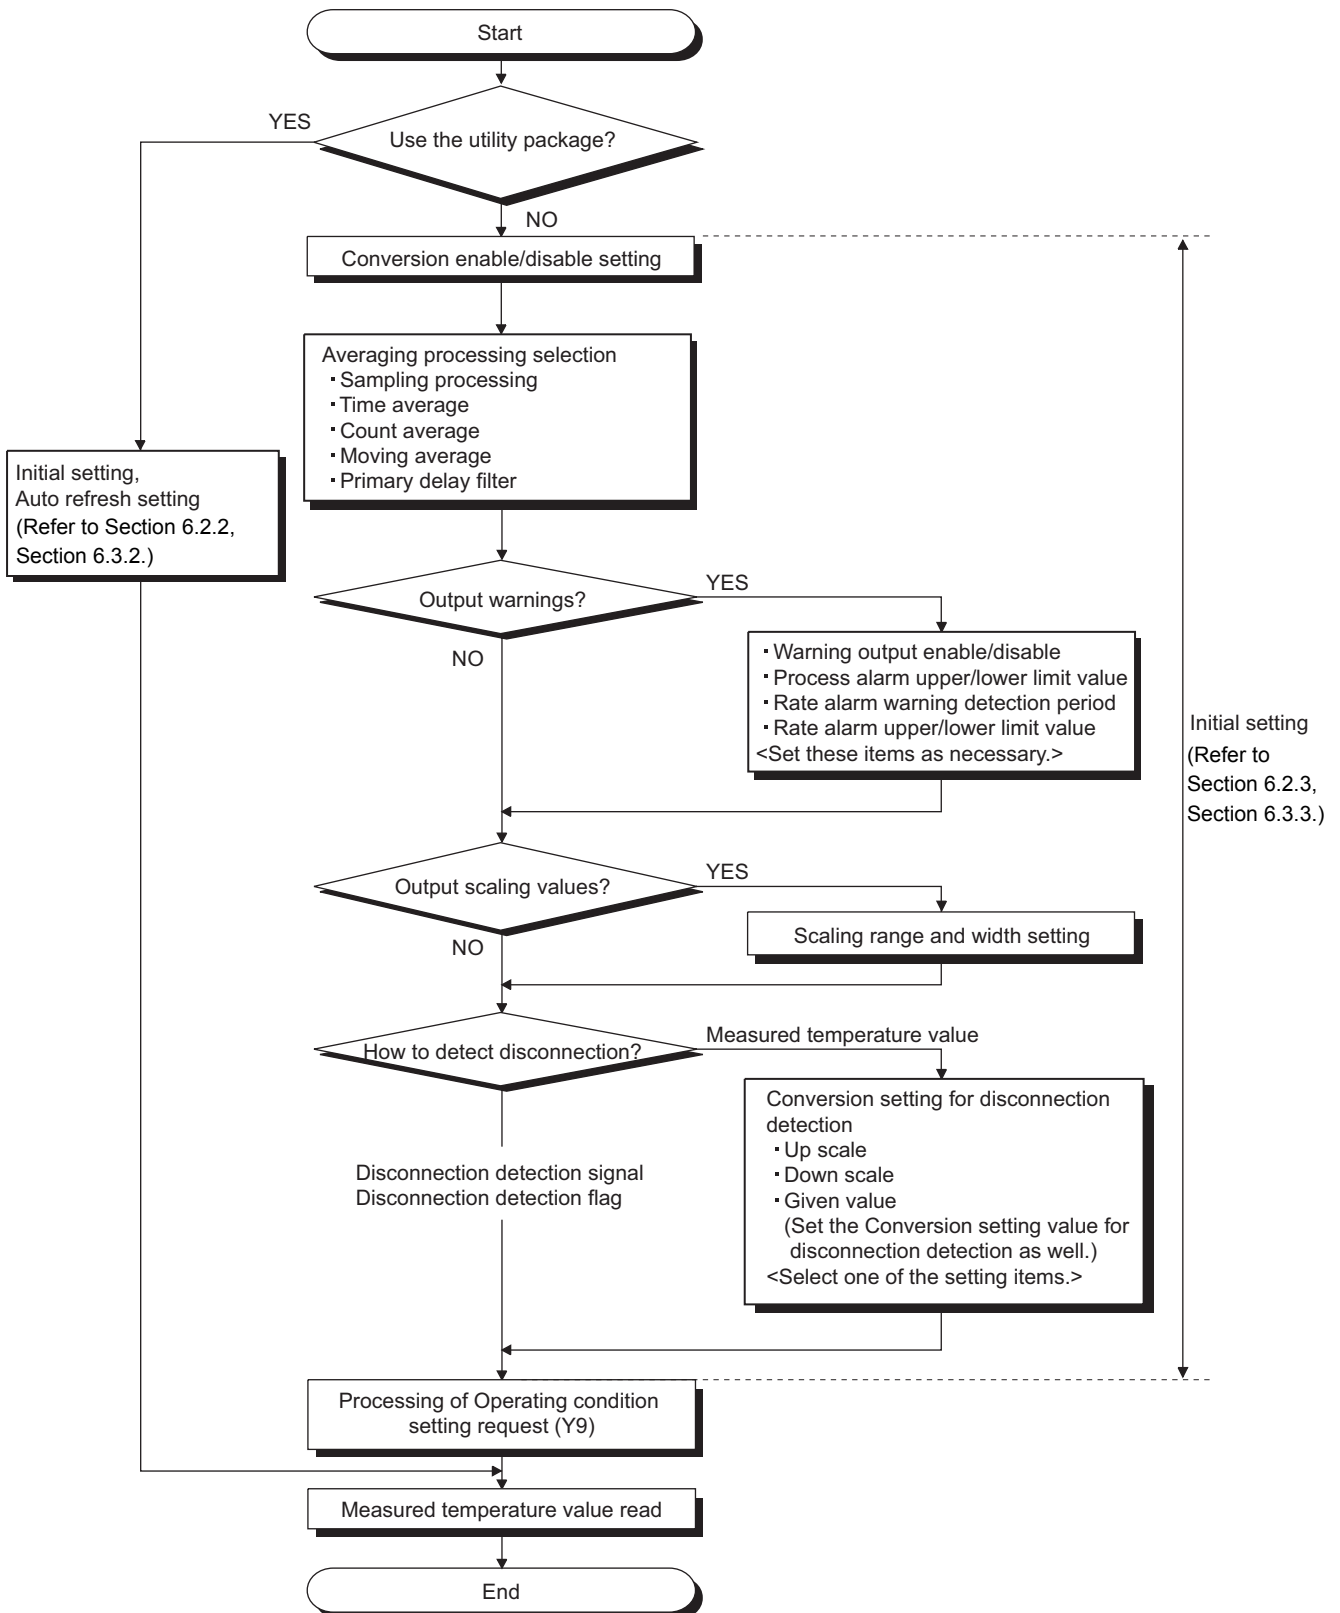 Start
YES
Use the utility package?
NO
Conversion enable/disable setting
Averaging processing selection
・Sampling processing
・Time average
・Count average
・Moving average
・Primary delay filter
Initial setting,
Auto refresh setting
(Refer to Section 6.2.2,
Section 6.3.2.)
Output warnings?
YES
NO
・Warning output enable/disable
・Process alarm upper/lower limit value
・Rate alarm warning detection period
・Rate alarm upper/lower limit value
<Set these items as necessary.>
Initial setting
(Refer to
Section 6.2.3,
Section 6.3.3.)
Output scaling values?
YES
NO
Scaling range and width setting
How to detect disconnection?
Measured temperature value
Conversion setting for disconnection
detection
・Up scale
・Down scale
・Given value
(Set the Conversion setting value for
disconnection detection as well.)
<Select one of the setting items.>
Disconnection detection signal
Disconnection detection flag
Processing of Operating condition
setting request (Y9)
Measured temperature value read
End